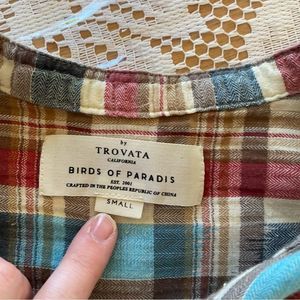 by
TROVATA
CALIFORNIA
BIRDS OF PARADIS
EST. 2001
CRAFTED IN THE PEOPLES REPUBLIC OF CHINA
SMALL